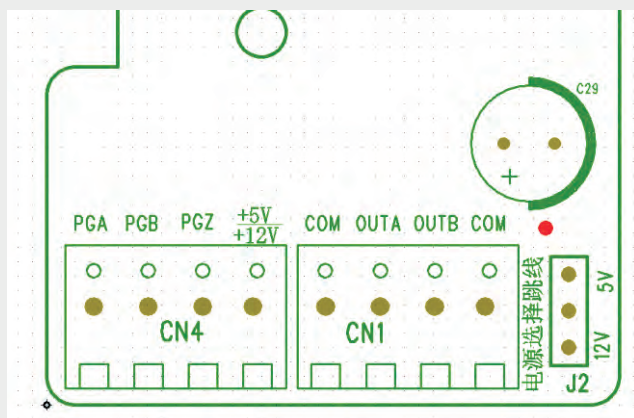 C29
+
PGA PGB PGZ +5V
+12V
COM OUTA OUTB COM
CN4
CN1
电源选择跳线
5V
12V
J2